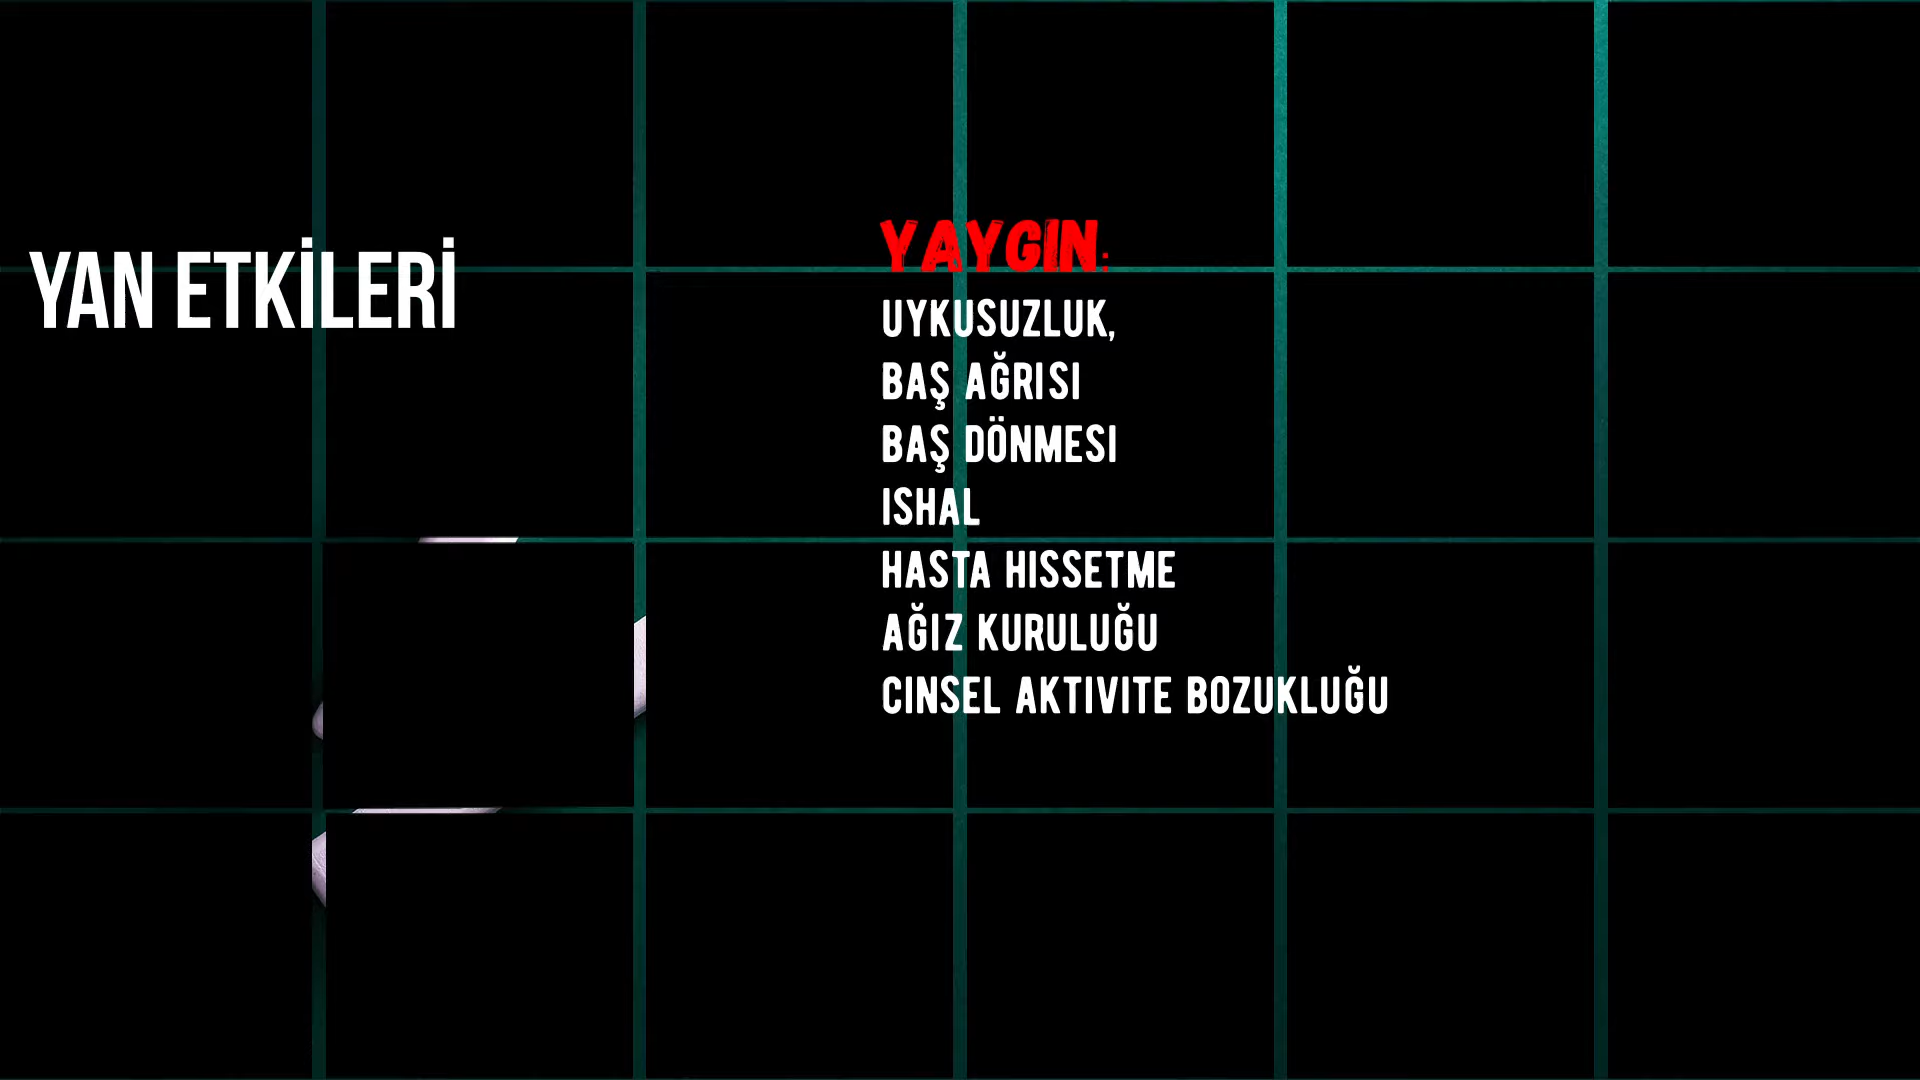 YAN ETKİLERİ
YAYGIN:
UYKUSUZLUK,
BAŞ AĞRISI
BAŞ DÖNMESI
ISHAL
HASTA HISSETME
AĞIZ KURULUĞU
CINSEL AKTIVITE BOZUKLUĞU